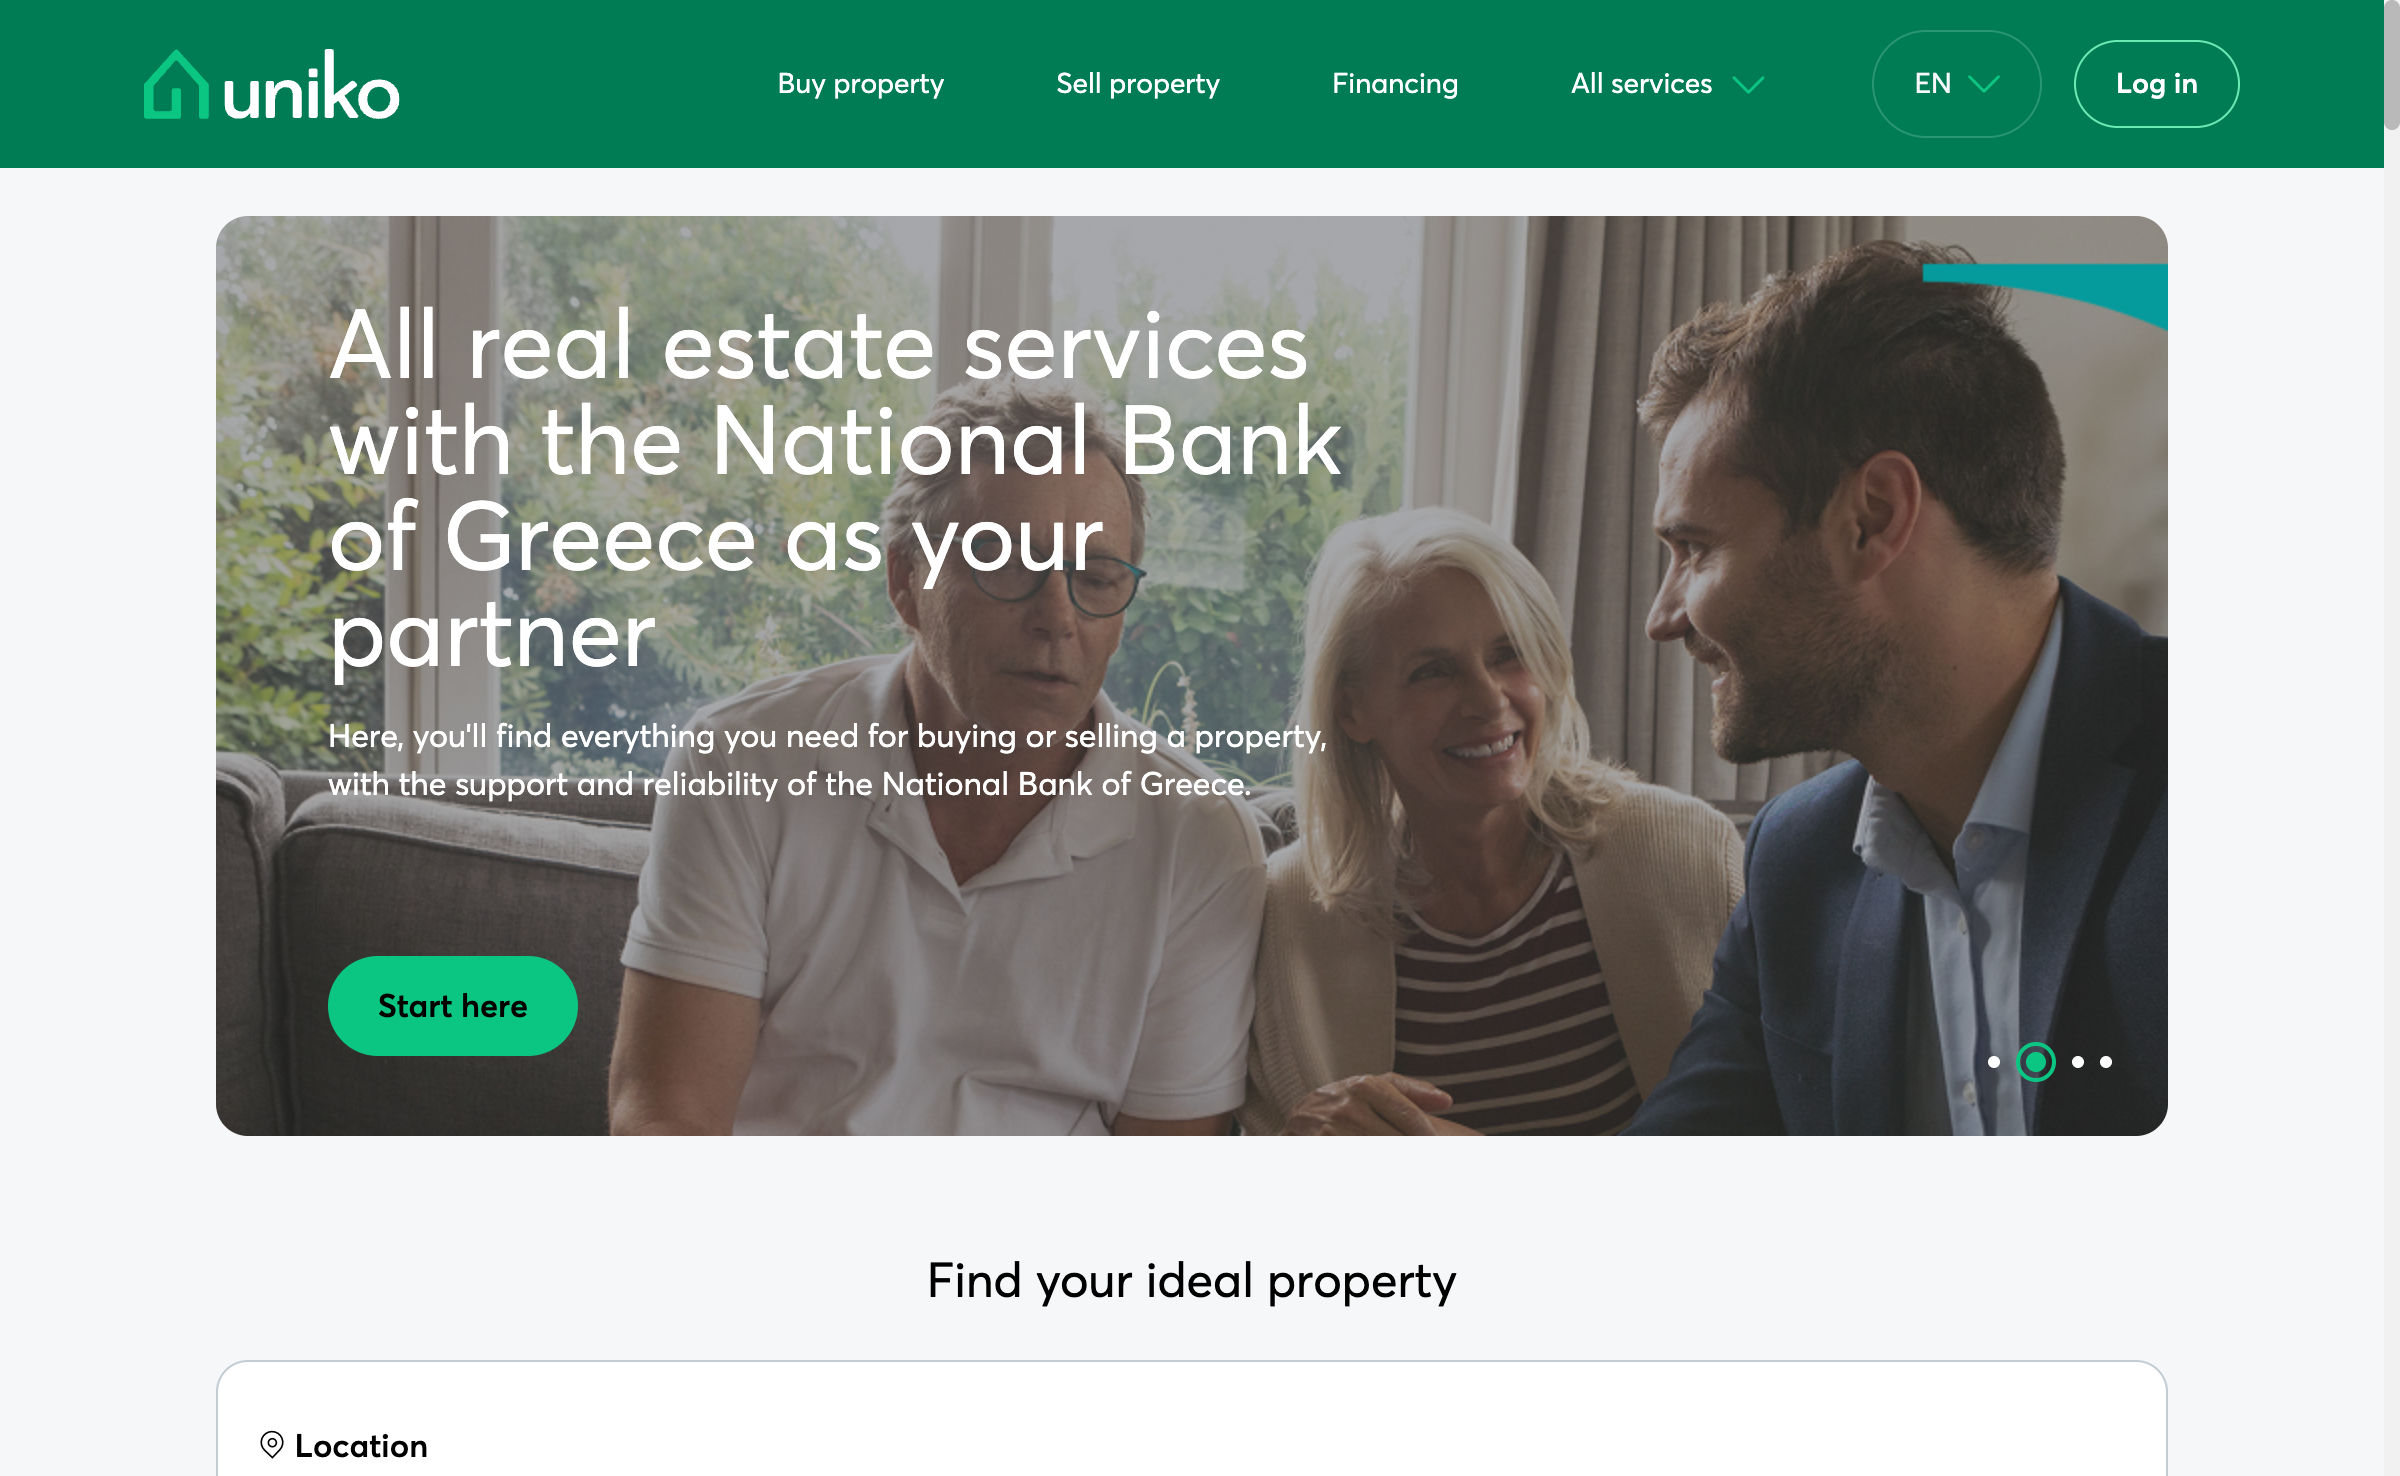 uniko
Buy property
Sell property
Financing
All services
EN
Log in
All real estate services
with the National Bank
of Greece as your
partner
Here, you'll find everything you need for buying or selling a property,
with the support and reliability of the National Bank of Greece.
Start here
Find your ideal property
Location